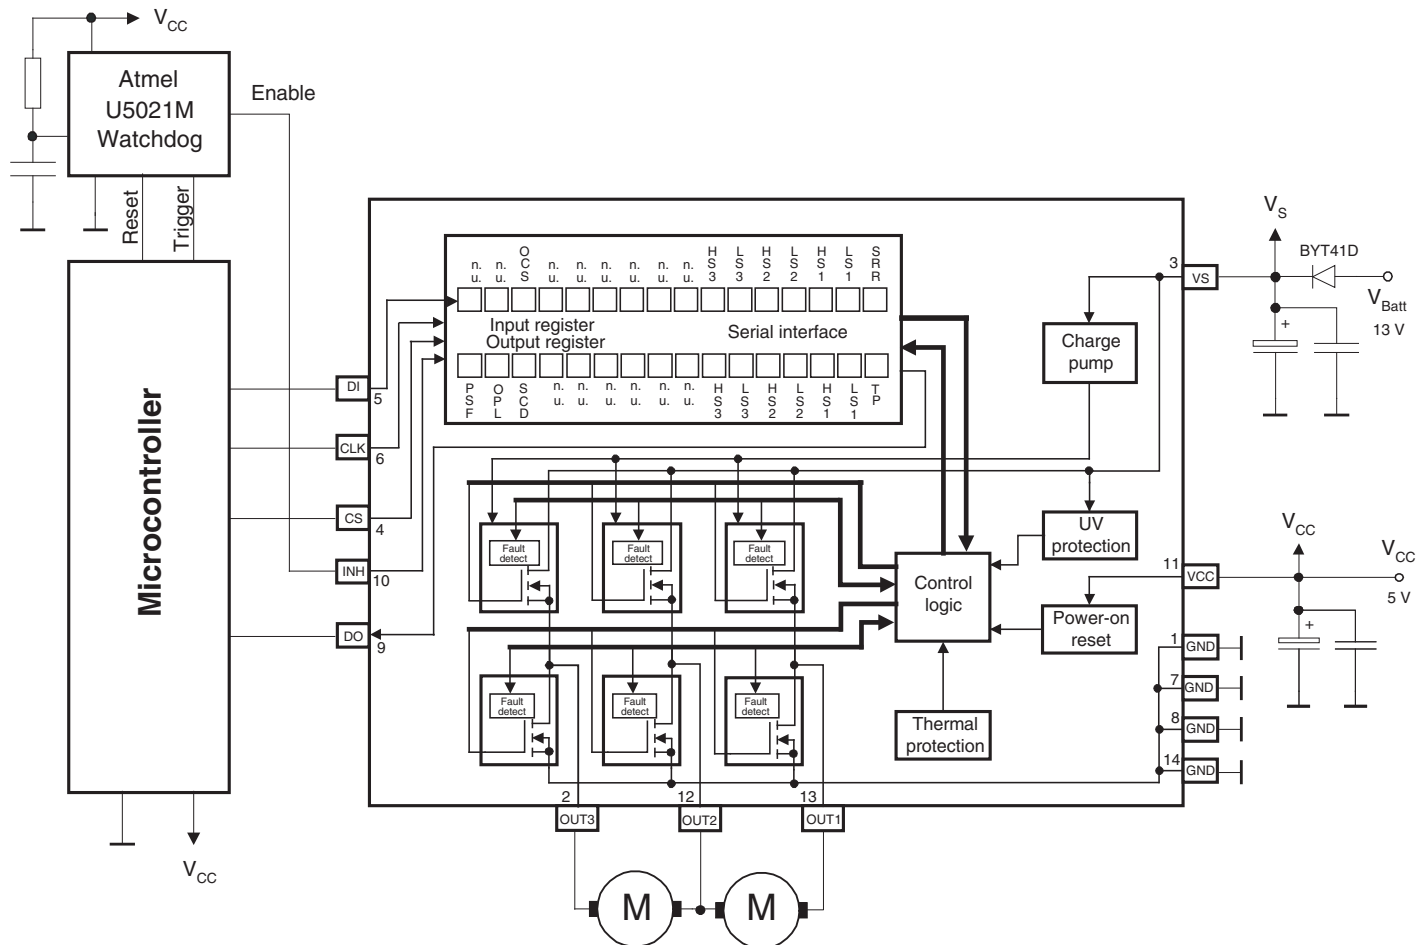 VCC
Atmel
U5021M
Watchdog
Enable
Reset
Trigger
Microcontroller
VCC
n.u. n.u. OCS n.u. n.u. n.u. n.u. n.u. n.u. HS3 LS3 HS2 LS2 HS1 LS1 SRR
Input register
Serial interface
Output register
PSF OPL SCD n.u. n.u. n.u. n.u. n.u. n.u. HS3 LS3 HS2 LS2 HS1 LS1 TP
DI
5
CLK
6
CS
4
INH
10
DO
9
Charge
pump
UV
protection
Control
logic
Power-on
reset
Thermal
protection
Fault
detect
Fault
detect
Fault
detect
Fault
detect
Fault
detect
Fault
detect
3
VS
VS
BYT41D
VBatt
13 V
+
11
VCC
VCC
VCC
5 V
+
1
GND
7
GND
8
GND
14
GND
2
OUT3
12
OUT2
13
OUT1
M
M